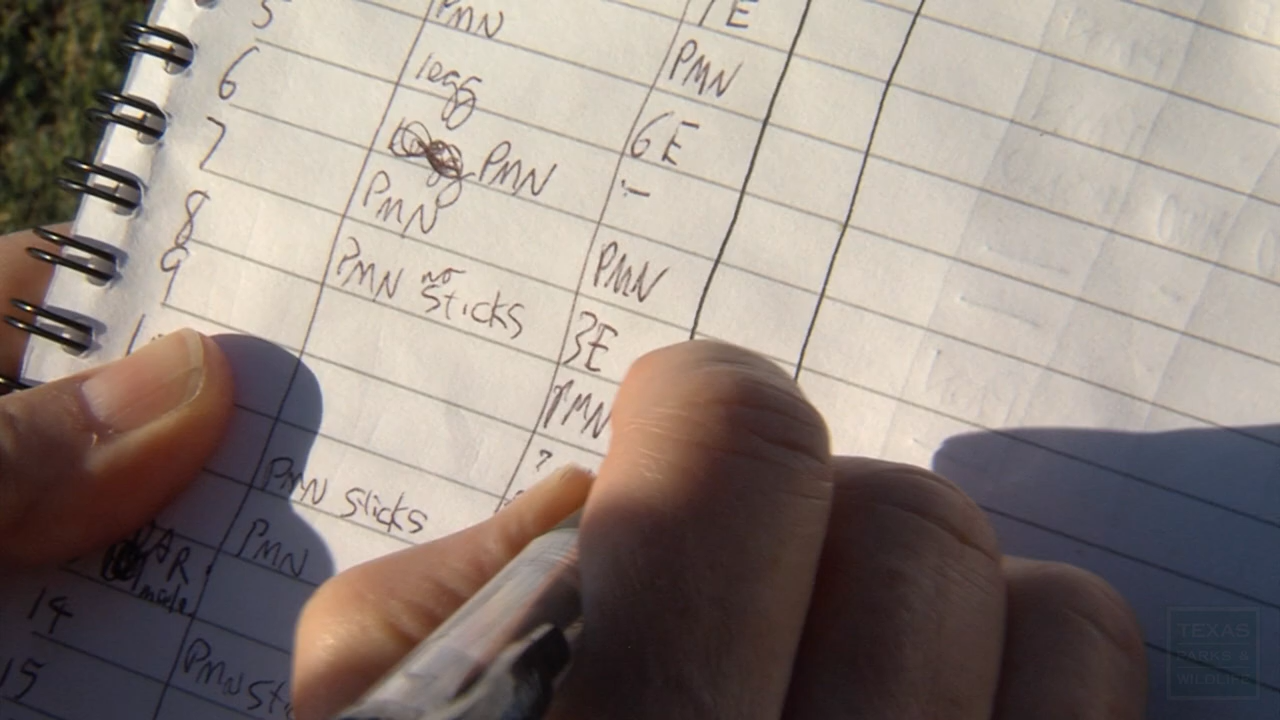 5 PMN 7E
6 1egg PMN
7 PMN 6E
8 PMN –
9 PMN no sticks PMN
3E
PMN
PMN sticks ?
PMN
14
15 PMN
TEXAS
PARKS &
WILDLIFE